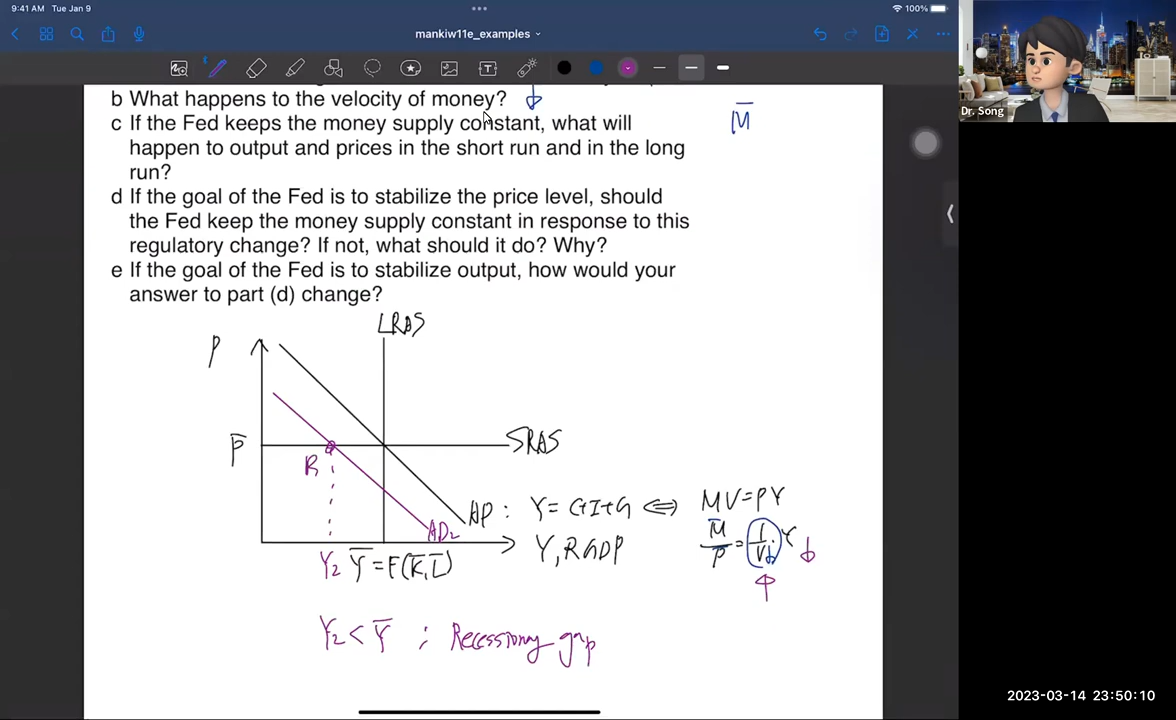 9:41 AM Tue Jan 9
100%
mankiw11e_examples
b What happens to the velocity of money? ↓
c If the Fed keeps the money supply constant, what will
happen to output and prices in the short run and in the long
run?
d If the goal of the Fed is to stabilize the price level, should
the Fed keep the money supply constant in response to this
regulatory change? If not, what should it do? Why?
e If the goal of the Fed is to stabilize output, how would your
answer to part (d) change?
M̅
Dr. Song
LRAS
P
P̅
SRAS
R
AD : Y = C+I+G ⟺ MV=PY
M̅/P = 1/V↓ · Y ↓
↑
AD₂
Y, RGDP
Y₂ Y̅ = F(K̅, L̅)
Y₂ < Y̅ ; Recessionary gap
2023-03-14 23:50:10